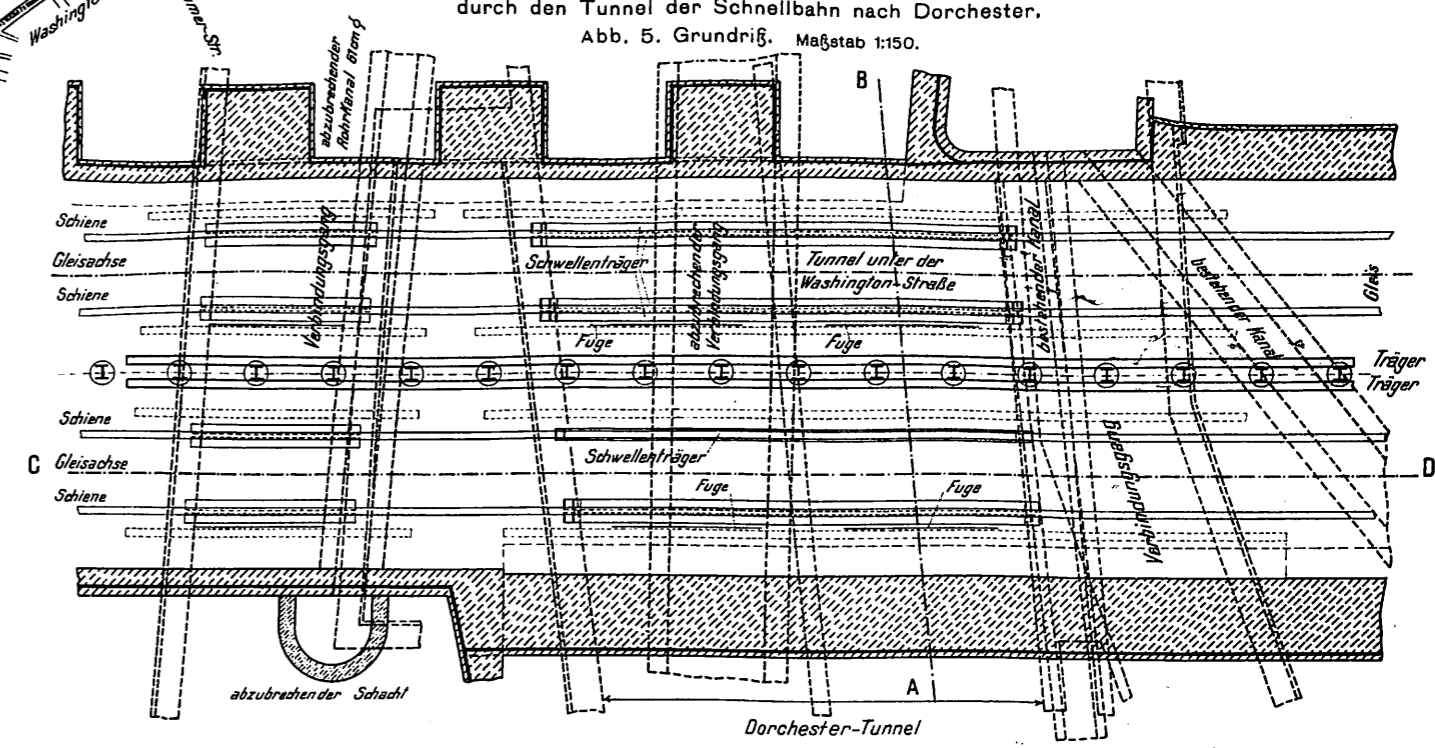 durch den Tunnel der Schnellbahn nach Dorchester.
Abb. 5. Grundriß. Maßstab 1:150.
Washington
mer-Str.
abzubrechender
Rohrkanal 61cm ϕ
B
Schiene
Gleisachse
Schiene
Verbindungsgang
Schwellenträger
abzubrechender
Verbindungsgang
Tunnel unter der
Washington-Straße
bestehender Kanal
bestehender Kanal
Gleis
Fuge
Fuge
Träger
Träger
Schiene
C
Gleisachse
Schiene
Schwellenträger
Fuge
Fuge
Verbindungsgang
D
abzubrechender Schacht
A
Dorchester-Tunnel